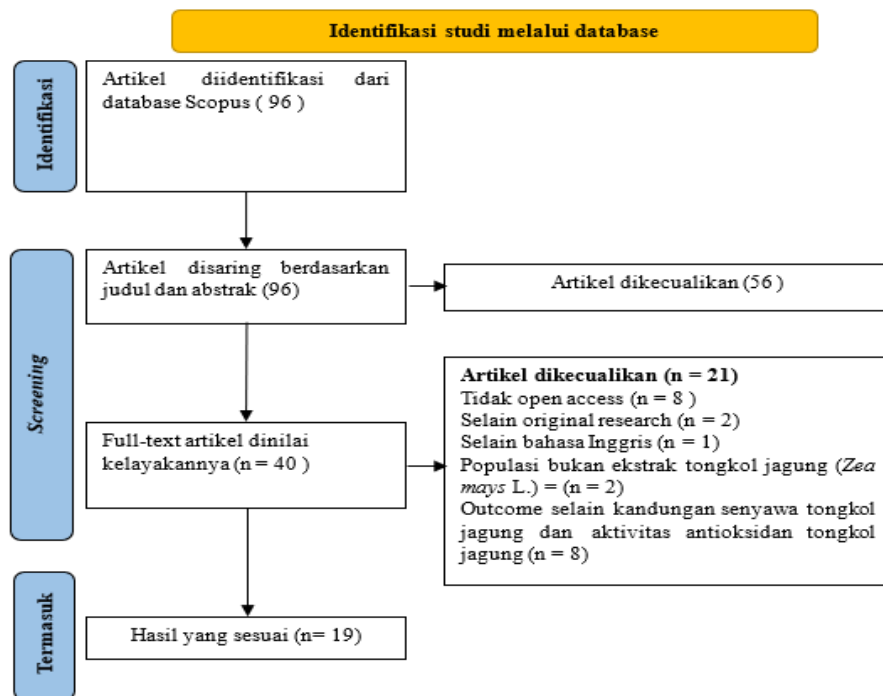 Identifikasi studi melalui database
Identifikasi
Artikel diidentifikasi dari
database Scopus ( 96 )
Screening
Artikel disaring berdasarkan
judul dan abstrak (96)
Artikel dikecualikan (56 )
Full-text artikel dinilai
kelayakannya (n = 40 )
Artikel dikecualikan (n = 21)
Tidak open access (n = 8 )
Selain original research (n = 2)
Selain bahasa Inggris (n = 1)
Populasi bukan ekstrak tongkol jagung (Zea
mays L.) = (n = 2)
Outcome selain kandungan senyawa tongkol
jagung dan aktivitas antioksidan tongkol
jagung (n = 8)
Termasuk
Hasil yang sesuai (n= 19)